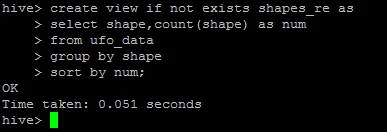 hive> create view if not exists shapes_re as
    > select shape,count(shape) as num
    > from ufo_data
    > group by shape
    > sort by num;
OK
Time taken: 0.051 seconds
hive>